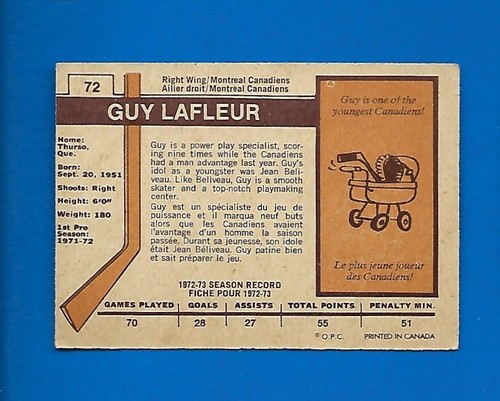 72
Right Wing/Montreal Canadiens
Ailier droit/Montreal Canadiens
GUY LAFLEUR
Home:
Thurso,
Que.
Born:
Sept. 20, 1951
Shoots: Right
Height: 6'0"
Weight: 180
1st Pro
Season:
1971-72
Guy is a power play specialist, scor-
ing nine times while the Canadiens
had a man advantage last year. Guy's
idol as a youngster was Jean Beli-
veau. Like Beliveau, Guy is a smooth
skater and a top-notch playmaking
center.
Guy est un spécialiste du jeu de
puissance et il marqua neuf buts
alors que les Canadiens avaient
l'avantage d'un homme la saison
passée. Durant sa jeunesse, son idole
était Jean Béliveau. Guy patine bien
et sait préparer le jeu.
Guy is one of the
youngest Canadiens!
Le plus jeune joueur
des Canadiens!
1972-73 SEASON RECORD
FICHE POUR 1972-73
GAMES PLAYED GOALS ASSISTS TOTAL POINTS PENALTY MIN.
70 28 27 55 51
© O.P.C. PRINTED IN CANADA